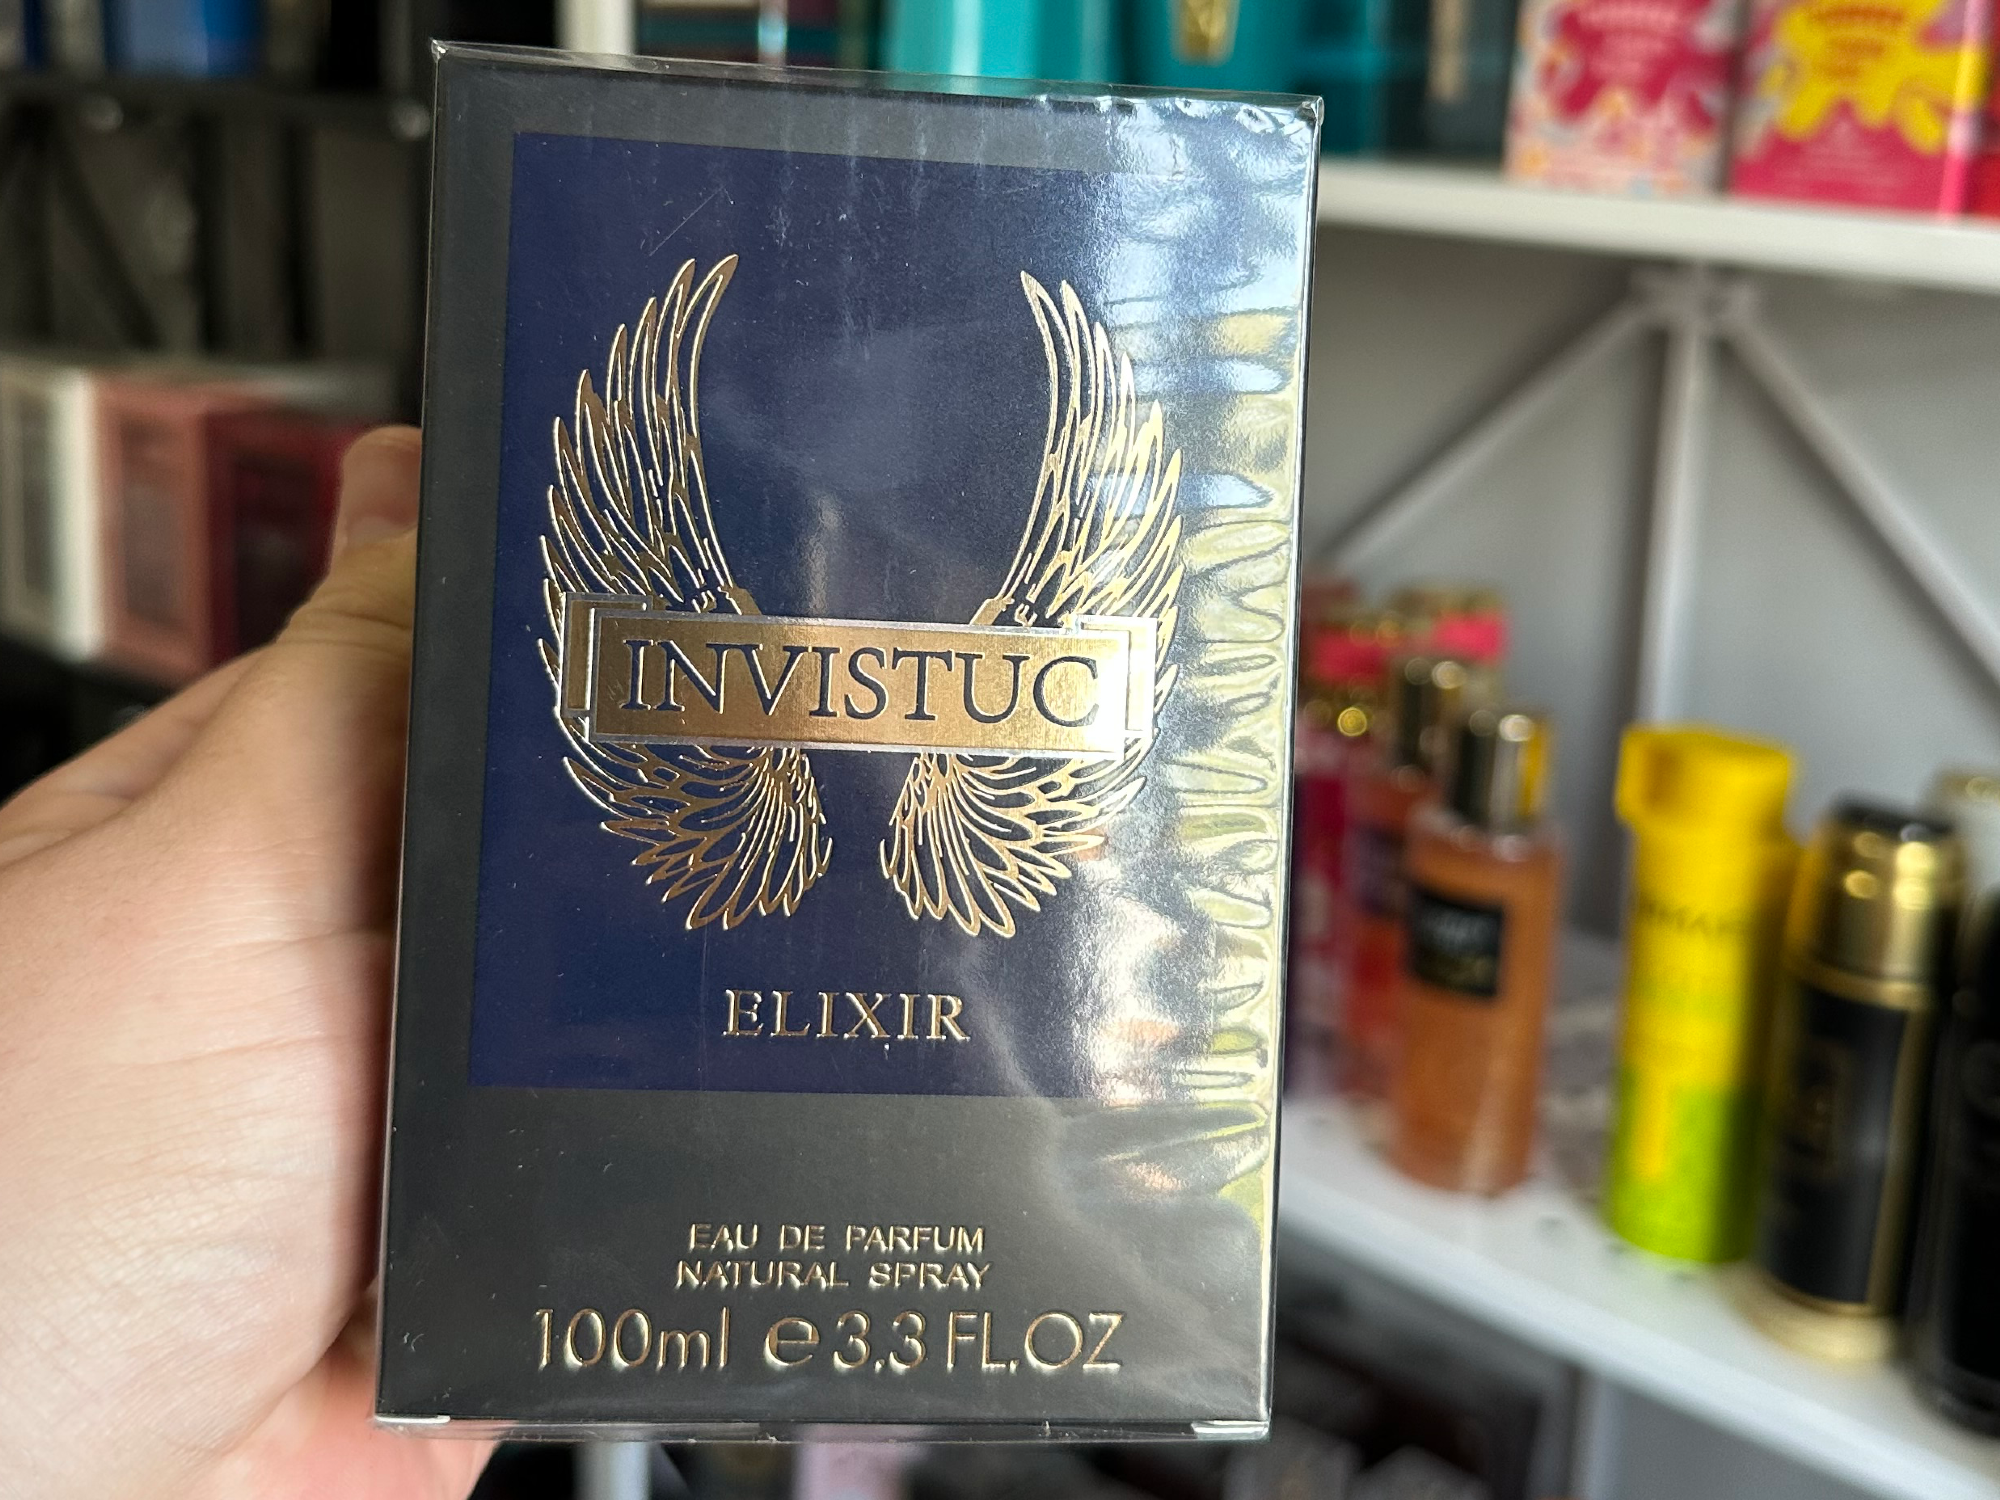 INVISTUC
ELIXIR
EAU DE PARFUM
NATURAL SPRAY
100ml e 3.3 FL.OZ